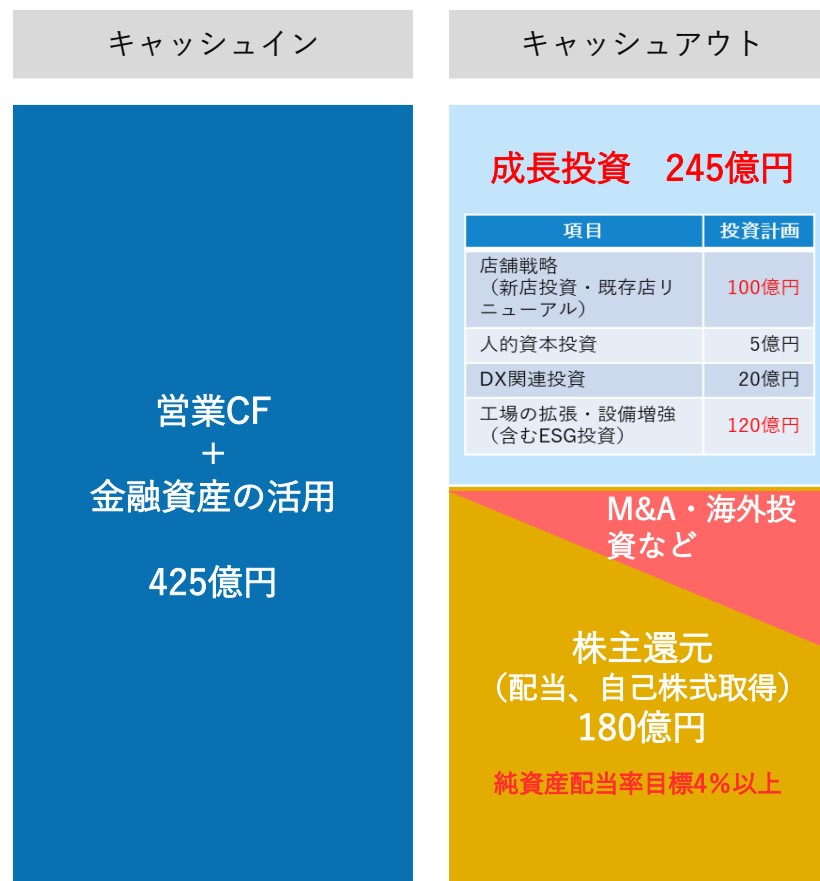 キャッシュイン
キャッシュアウト
営業CF
+
金融資産の活用
425億円
成長投資　245億円
項目
投資計画
店舗戦略
（新店投資・既存店リ
ニューアル）
100億円
人的資本投資
5億円
DX関連投資
20億円
工場の拡張・設備増強
（含むESG投資）
120億円
M&A・海外投
資など
株主還元
（配当、自己株式取得）
180億円
純資産配当率目標4%以上